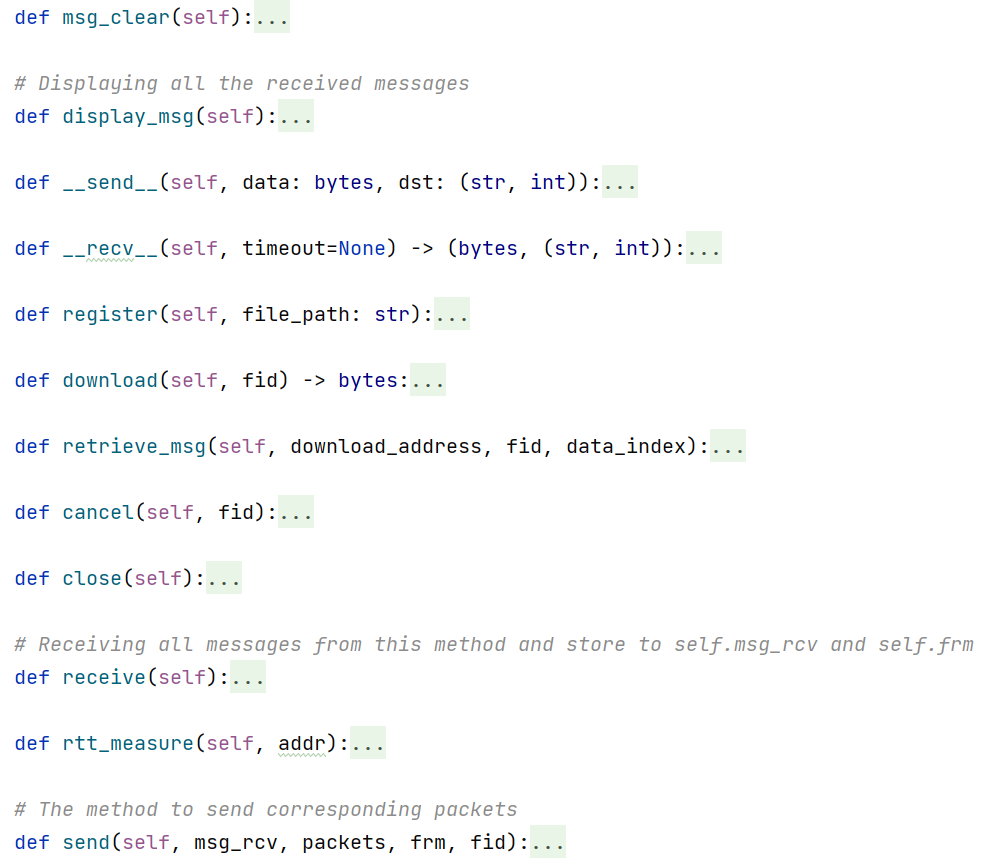 def msg_clear(self):...
# Displaying all the received messages
def display_msg(self):...
def __send__(self, data: bytes, dst: (str, int)):...
def __recv__(self, timeout=None) -> (bytes, (str, int)):...
def register(self, file_path: str):...
def download(self, fid) -> bytes:...
def retrieve_msg(self, download_address, fid, data_index):...
def cancel(self, fid):...
def close(self):...
# Receiving all messages from this method and store to self.msg_rcv and self.frm
def receive(self):...
def rtt_measure(self, addr):...
# The method to send corresponding packets
def send(self, msg_rcv, packets, frm, fid):...